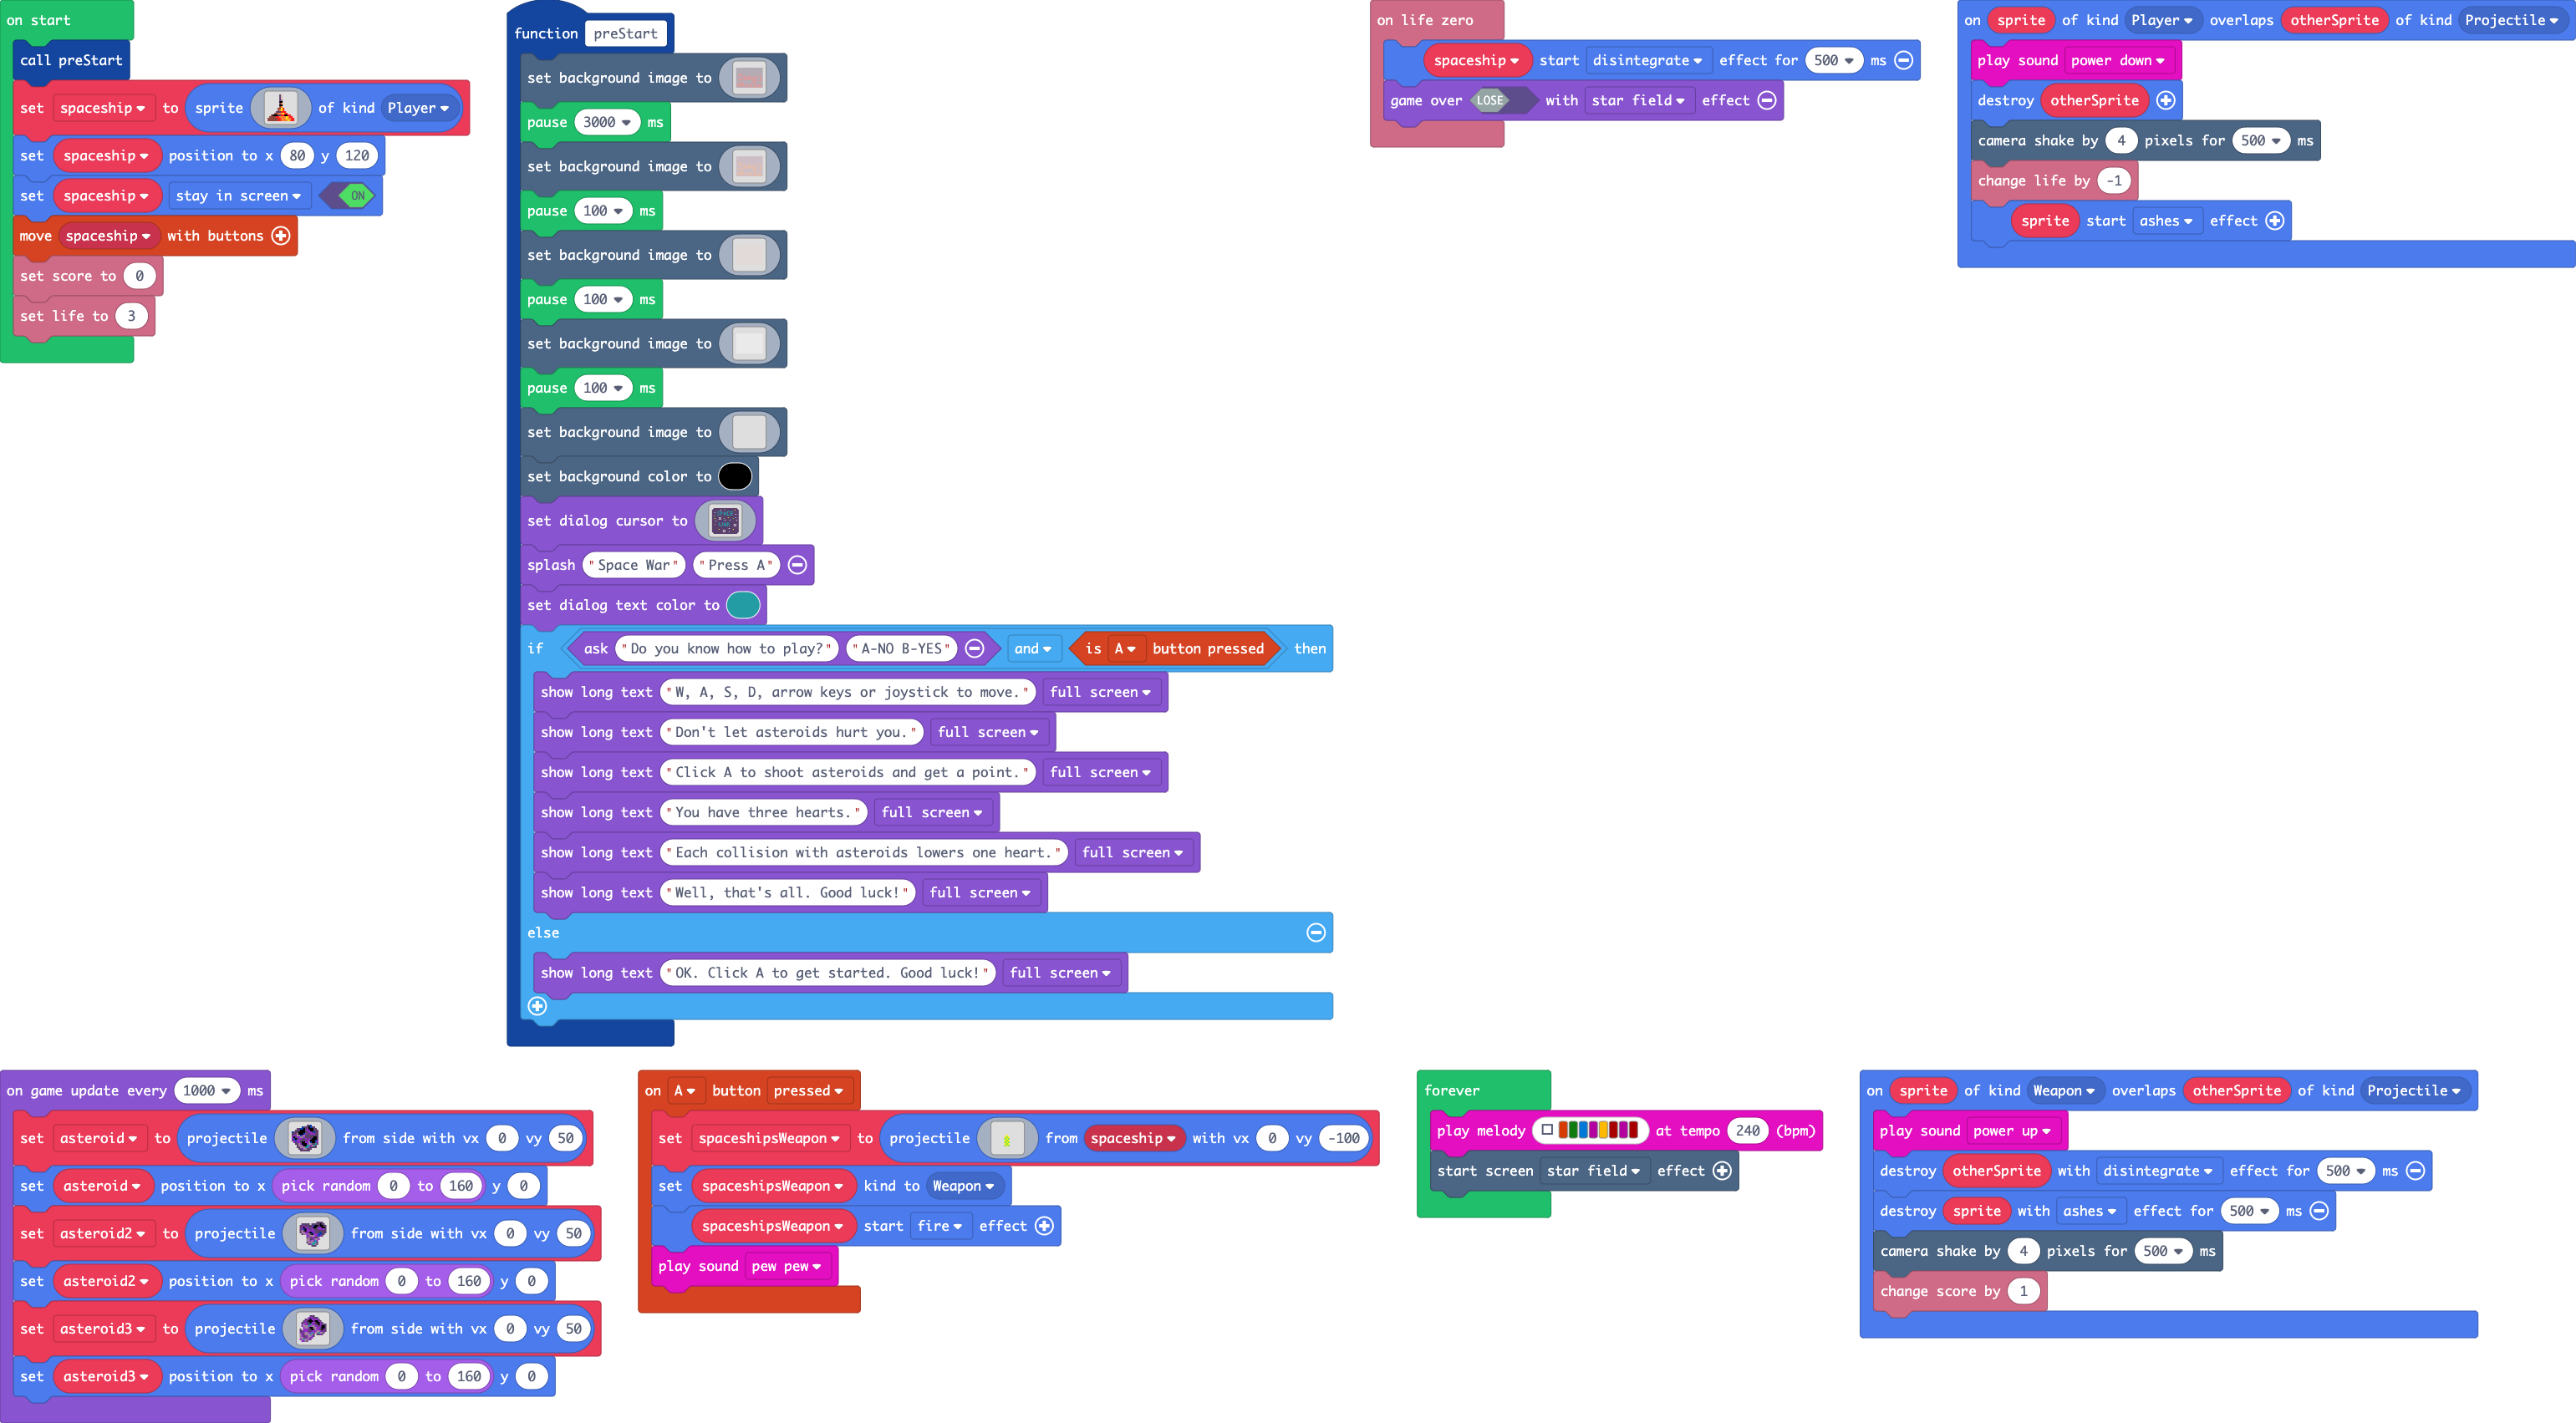 on start
call preStart
set spaceship to sprite of kind Player
set spaceship position to x 80 y 120
set spaceship stay in screen ON
move spaceship with buttons
set score to 0
set life to 3
function preStart
set background image to
pause 3000 ms
set background image to
pause 100 ms
set background image to
pause 100 ms
set background image to
pause 100 ms
set background image to
set background color to
set dialog cursor to
splash "Space War" "Press A"
set dialog text color to
if ask "Do you know how to play?" "A-NO B-YES" and is A button pressed then
show long text "W, A, S, D, arrow keys or joystick to move." full screen
show long text "Don't let asteroids hurt you." full screen
show long text "Click A to shoot asteroids and get a point." full screen
show long text "You have three hearts." full screen
show long text "Each collision with asteroids lowers one heart." full screen
show long text "Well, that's all. Good luck!" full screen
else
show long text "OK. Click A to get started. Good luck!" full screen
on life zero
spaceship start disintegrate effect for 500 ms
game over LOSE with star field effect
on sprite of kind Player overlaps otherSprite of kind Projectile
play sound power down
destroy otherSprite
camera shake by 4 pixels for 500 ms
change life by -1
sprite start ashes effect
on game update every 1000 ms
set asteroid to projectile from side with vx 0 vy 50
set asteroid position to x pick random 0 to 160 y 0
set asteroid2 to projectile from side with vx 0 vy 50
set asteroid2 position to x pick random 0 to 160 y 0
set asteroid3 to projectile from side with vx 0 vy 50
set asteroid3 position to x pick random 0 to 160 y 0
on A button pressed
set spaceshipsWeapon to projectile from spaceship with vx 0 vy -100
set spaceshipsWeapon kind to Weapon
spaceshipsWeapon start fire effect
play sound pew pew
forever
play melody at tempo 240 (bpm)
start screen star field effect
on sprite of kind Weapon overlaps otherSprite of kind Projectile
play sound power up
destroy otherSprite with disintegrate effect for 500 ms
destroy sprite with ashes effect for 500 ms
camera shake by 4 pixels for 500 ms
change score by 1